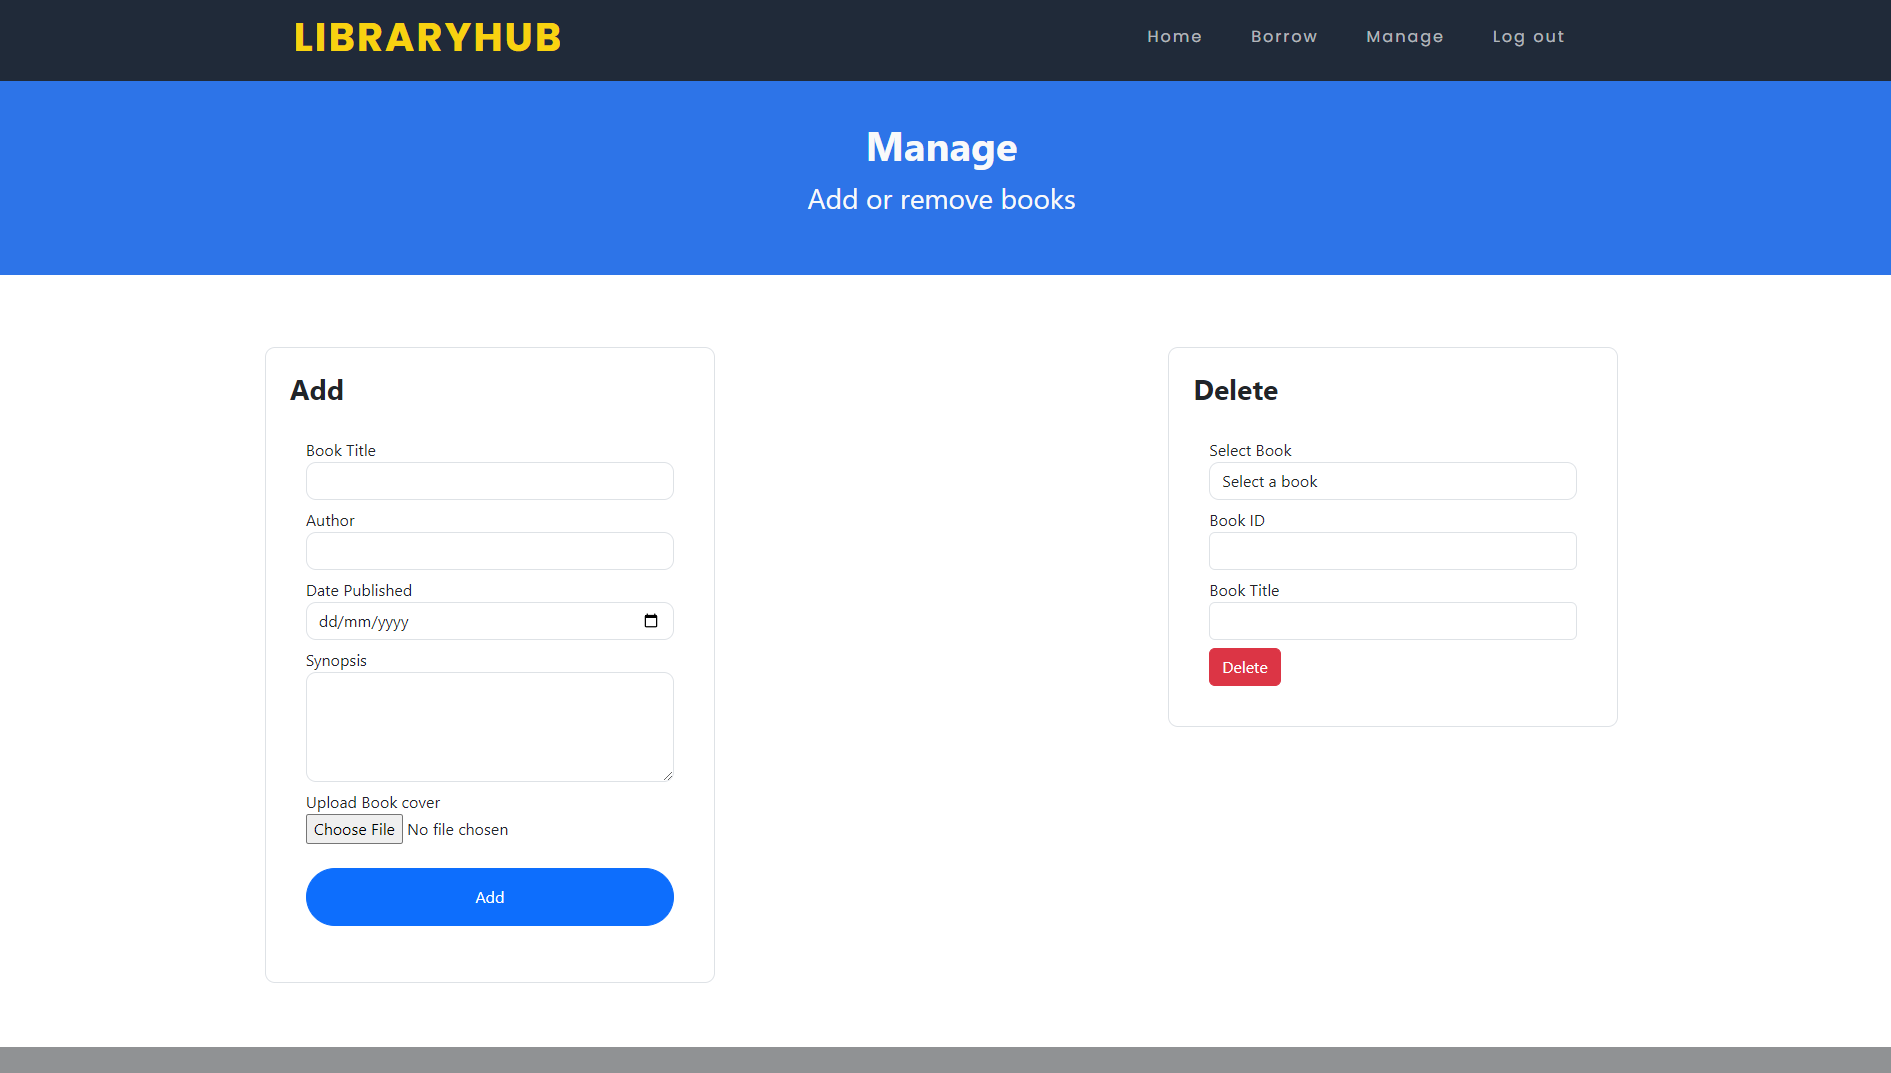 LIBRARYHUB
Home Borrow Manage Log out
Manage
Add or remove books
Add
Book Title
Author
Date Published
dd/mm/yyyy
Synopsis
Upload Book cover
Choose File No file chosen
Add
Delete
Select Book
Select a book
Book ID
Book Title
Delete